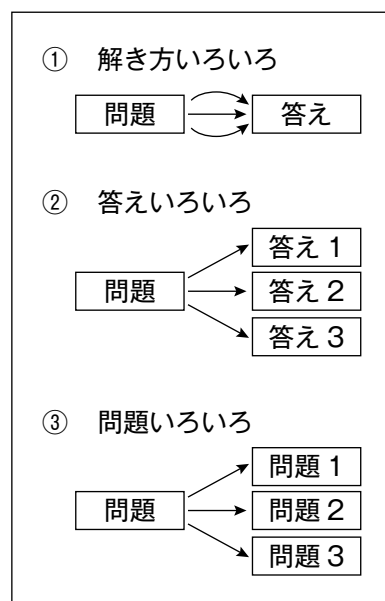 ① 解き方いろいろ
問題 答え
② 答えいろいろ
答え 1
問題 答え 2
答え 3
③ 問題いろいろ
問題 1
問題 問題 2
問題 3